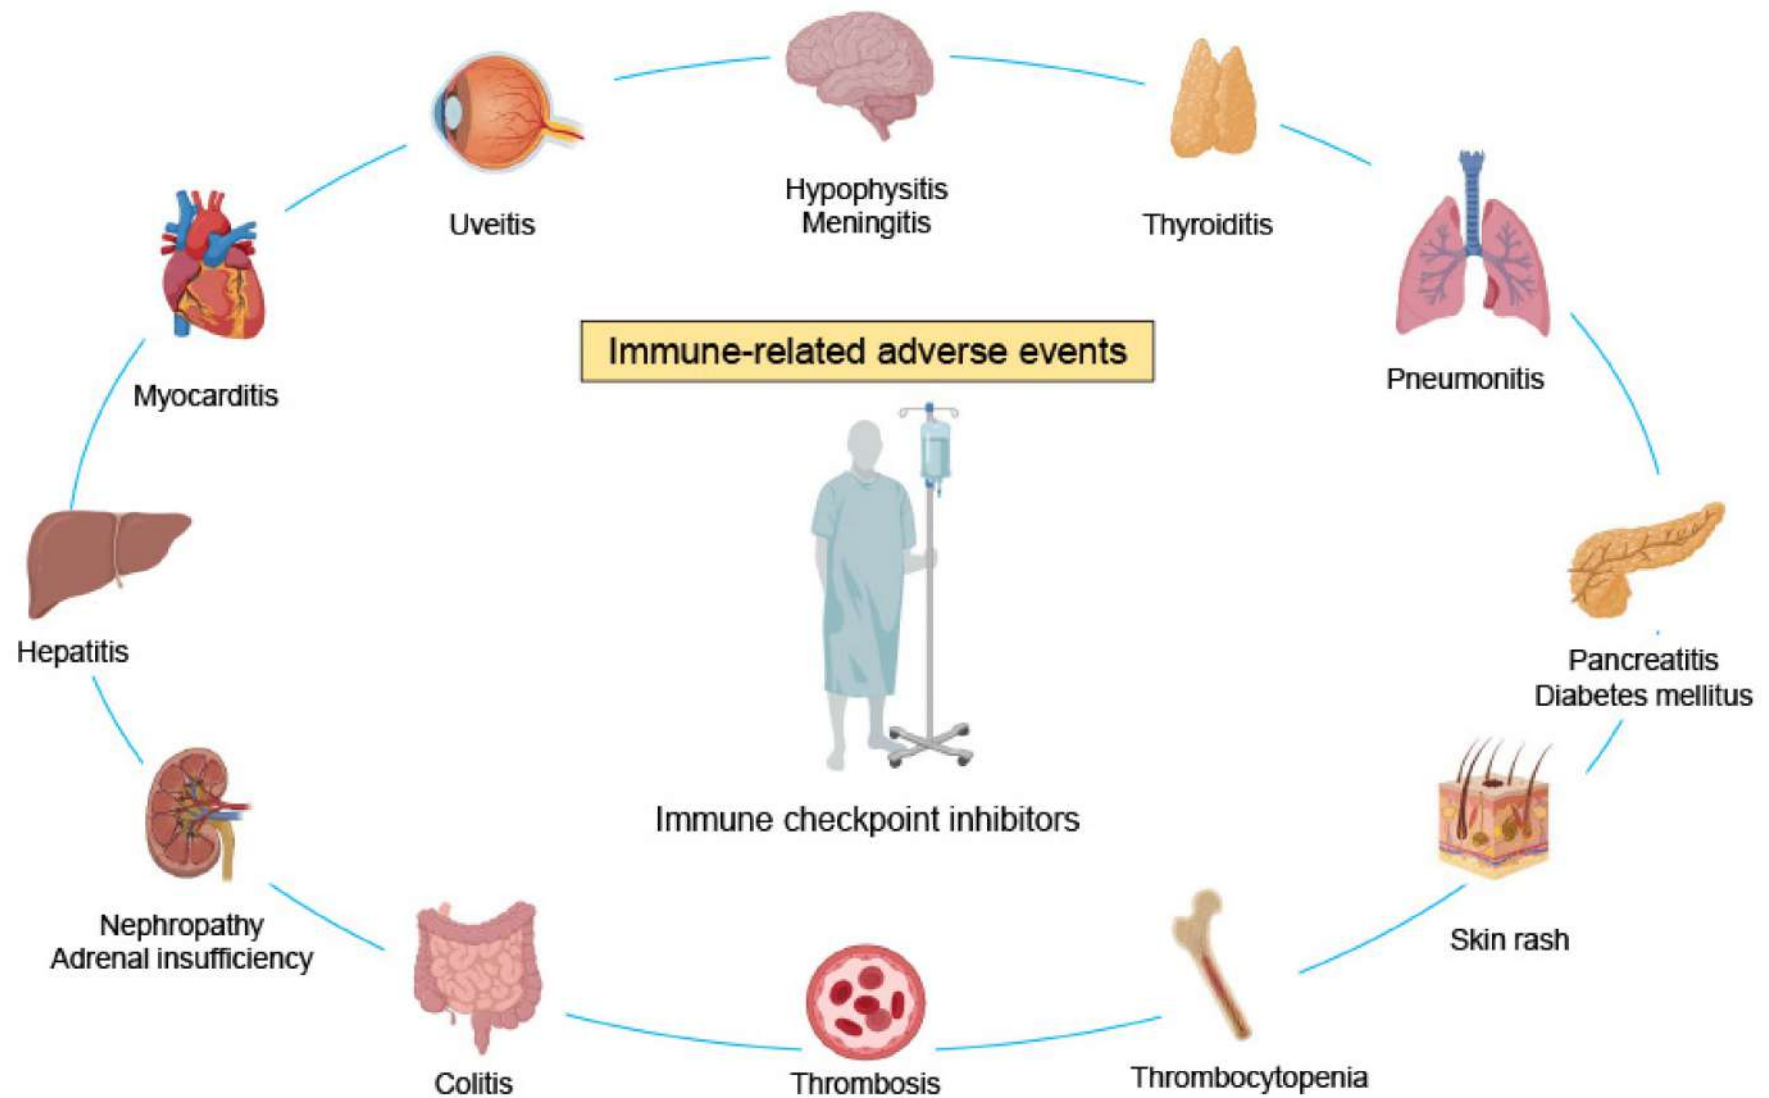 Hypophysitis
Meningitis
Uveitis
Thyroiditis
Immune-related adverse events
Pneumonitis
Myocarditis
Hepatitis
Pancreatitis
Diabetes mellitus
Immune checkpoint inhibitors
Nephropathy
Adrenal insufficiency
Skin rash
Colitis
Thrombosis
Thrombocytopenia